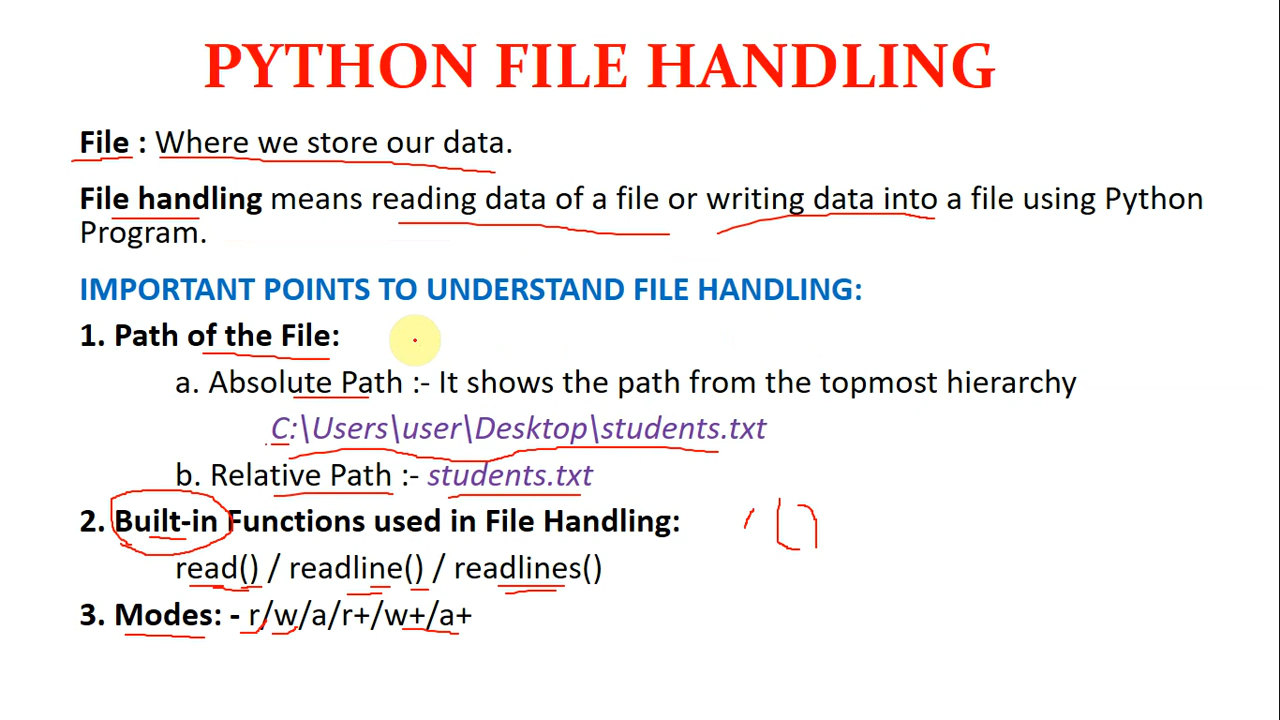 PYTHON FILE HANDLING
File : Where we store our data.
File handling means reading data of a file or writing data into a file using Python
Program.
IMPORTANT POINTS TO UNDERSTAND FILE HANDLING:
1. Path of the File:
a. Absolute Path :- It shows the path from the topmost hierarchy
C:\Users\user\Desktop\students.txt
b. Relative Path :- students.txt
2. Built-in Functions used in File Handling:
read() / readline() / readlines()
3. Modes: - r/w/a/r+/w+/a+